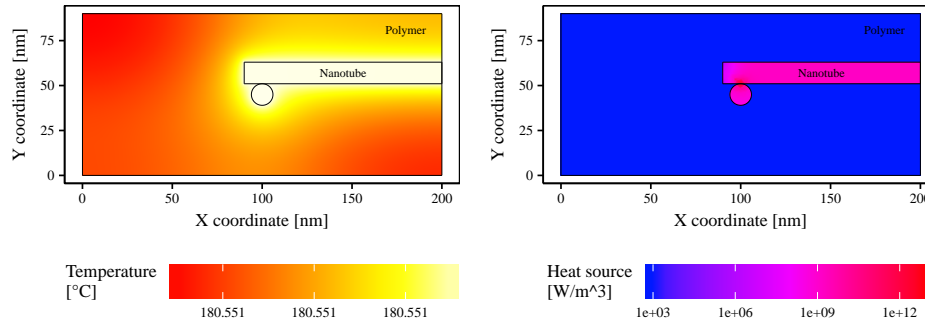 Y coordinate [nm]
75
50
25
0
Polymer
Nanotube
0
50
100
150
200
X coordinate [nm]
Temperature
[°C]
180.551
180.551
180.551
Y coordinate [nm]
75
50
25
0
Polymer
Nanotube
0
50
100
150
200
X coordinate [nm]
Heat source
[W/m^3]
1e+03
1e+06
1e+09
1e+12